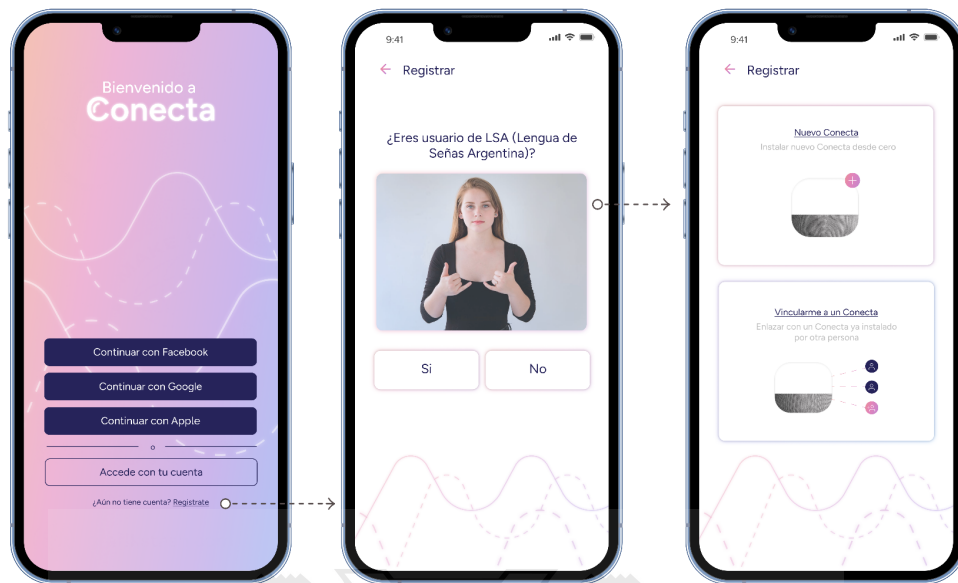 Bienvenido a
Conecta
Continuar con Facebook
Continuar con Google
Continuar con Apple
o
Accede con tu cuenta
¿Aún no tiene cuenta? Registrate
9:41
Registrar
¿Eres usuario de LSA (Lengua de
Señas Argentina)?
Si
No
9:41
Registrar
Nuevo Conecta
Instalar nuevo Conecta desde cero
Vincularme a un Conecta
Enlazar con un Conecta ya instalado
por otra persona